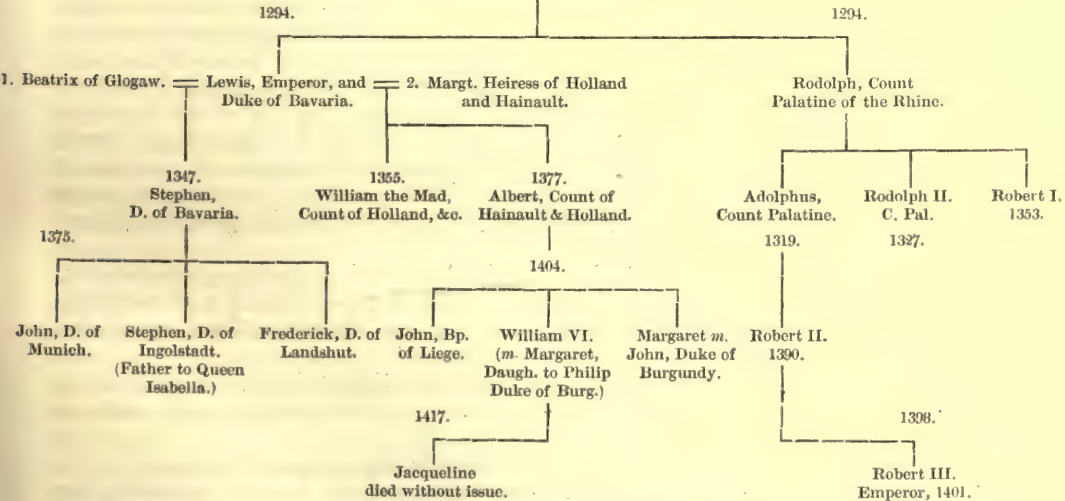 1294.
1294.
1. Beatrix of Glogaw. = Lewis, Emperor, and = 2. Margt. Heiress of Holland
Duke of Bavaria.
and Hainault.
Rodolph, Count
Palatine of the Rhine.
1347.
Stephen,
D. of Bavaria.
1355.
William the Mad,
Count of Holland, &c.
1377.
Albert, Count of
Hainault & Holland.
Adolphus,
Count Palatine.
1319.
Rodolph II.
C. Pal.
1327.
Robert I.
1353.
1375.
1404.
John, D. of
Munich.
Stephen, D. of
Ingolstadt.
(Father to Queen
Isabella.)
Frederick, D. of
Landshut.
John, Bp.
of Liege.
William VI.
(m. Margaret,
Daugh. to Philip
Duke of Burg.)
Margaret m.
John, Duke of
Burgundy.
Robert II.
1390.
1417.
1398.
Jacqueline
died without issue.
Robert III.
Emperor, 1401.